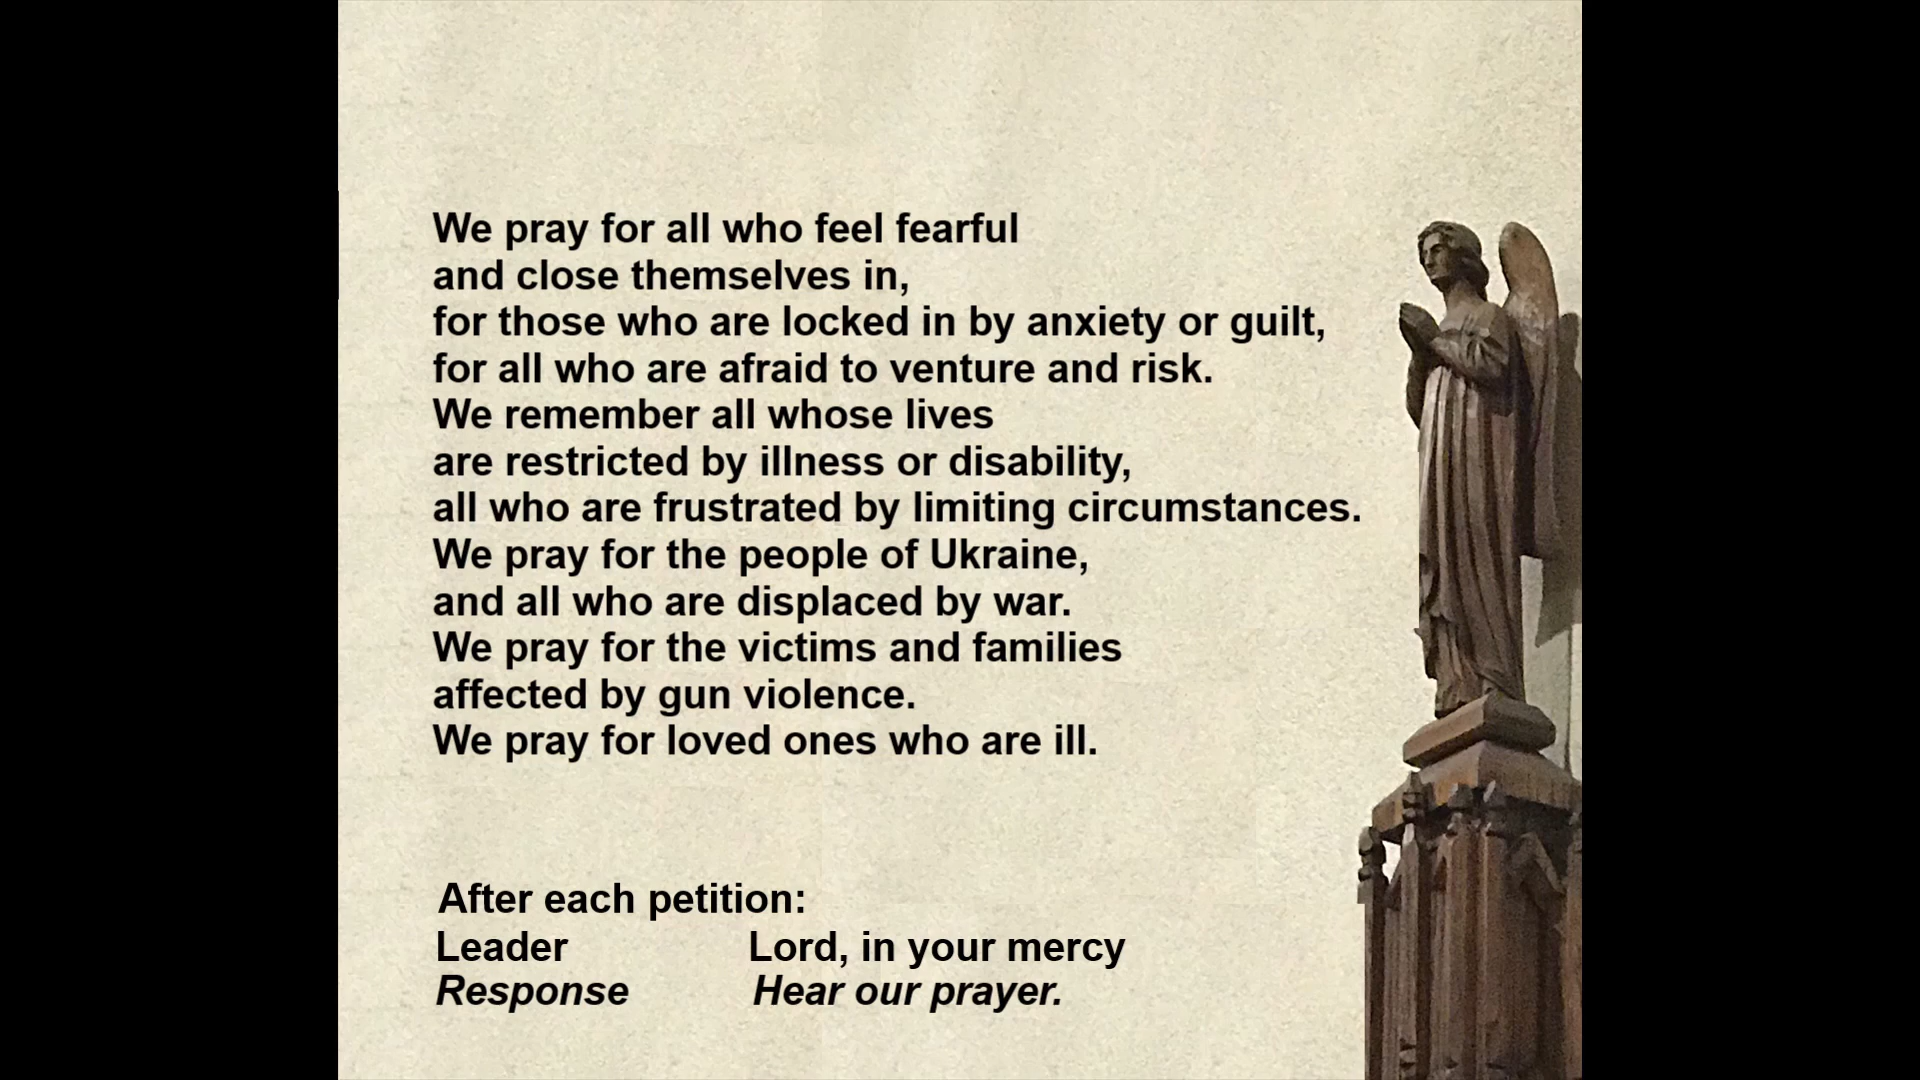 We pray for all who feel fearful
and close themselves in,
for those who are locked in by anxiety or guilt,
for all who are afraid to venture and risk.
We remember all whose lives
are restricted by illness or disability,
all who are frustrated by limiting circumstances.
We pray for the people of Ukraine,
and all who are displaced by war.
We pray for the victims and families
affected by gun violence.
We pray for loved ones who are ill.
After each petition:
Leader Lord, in your mercy
Response Hear our prayer.